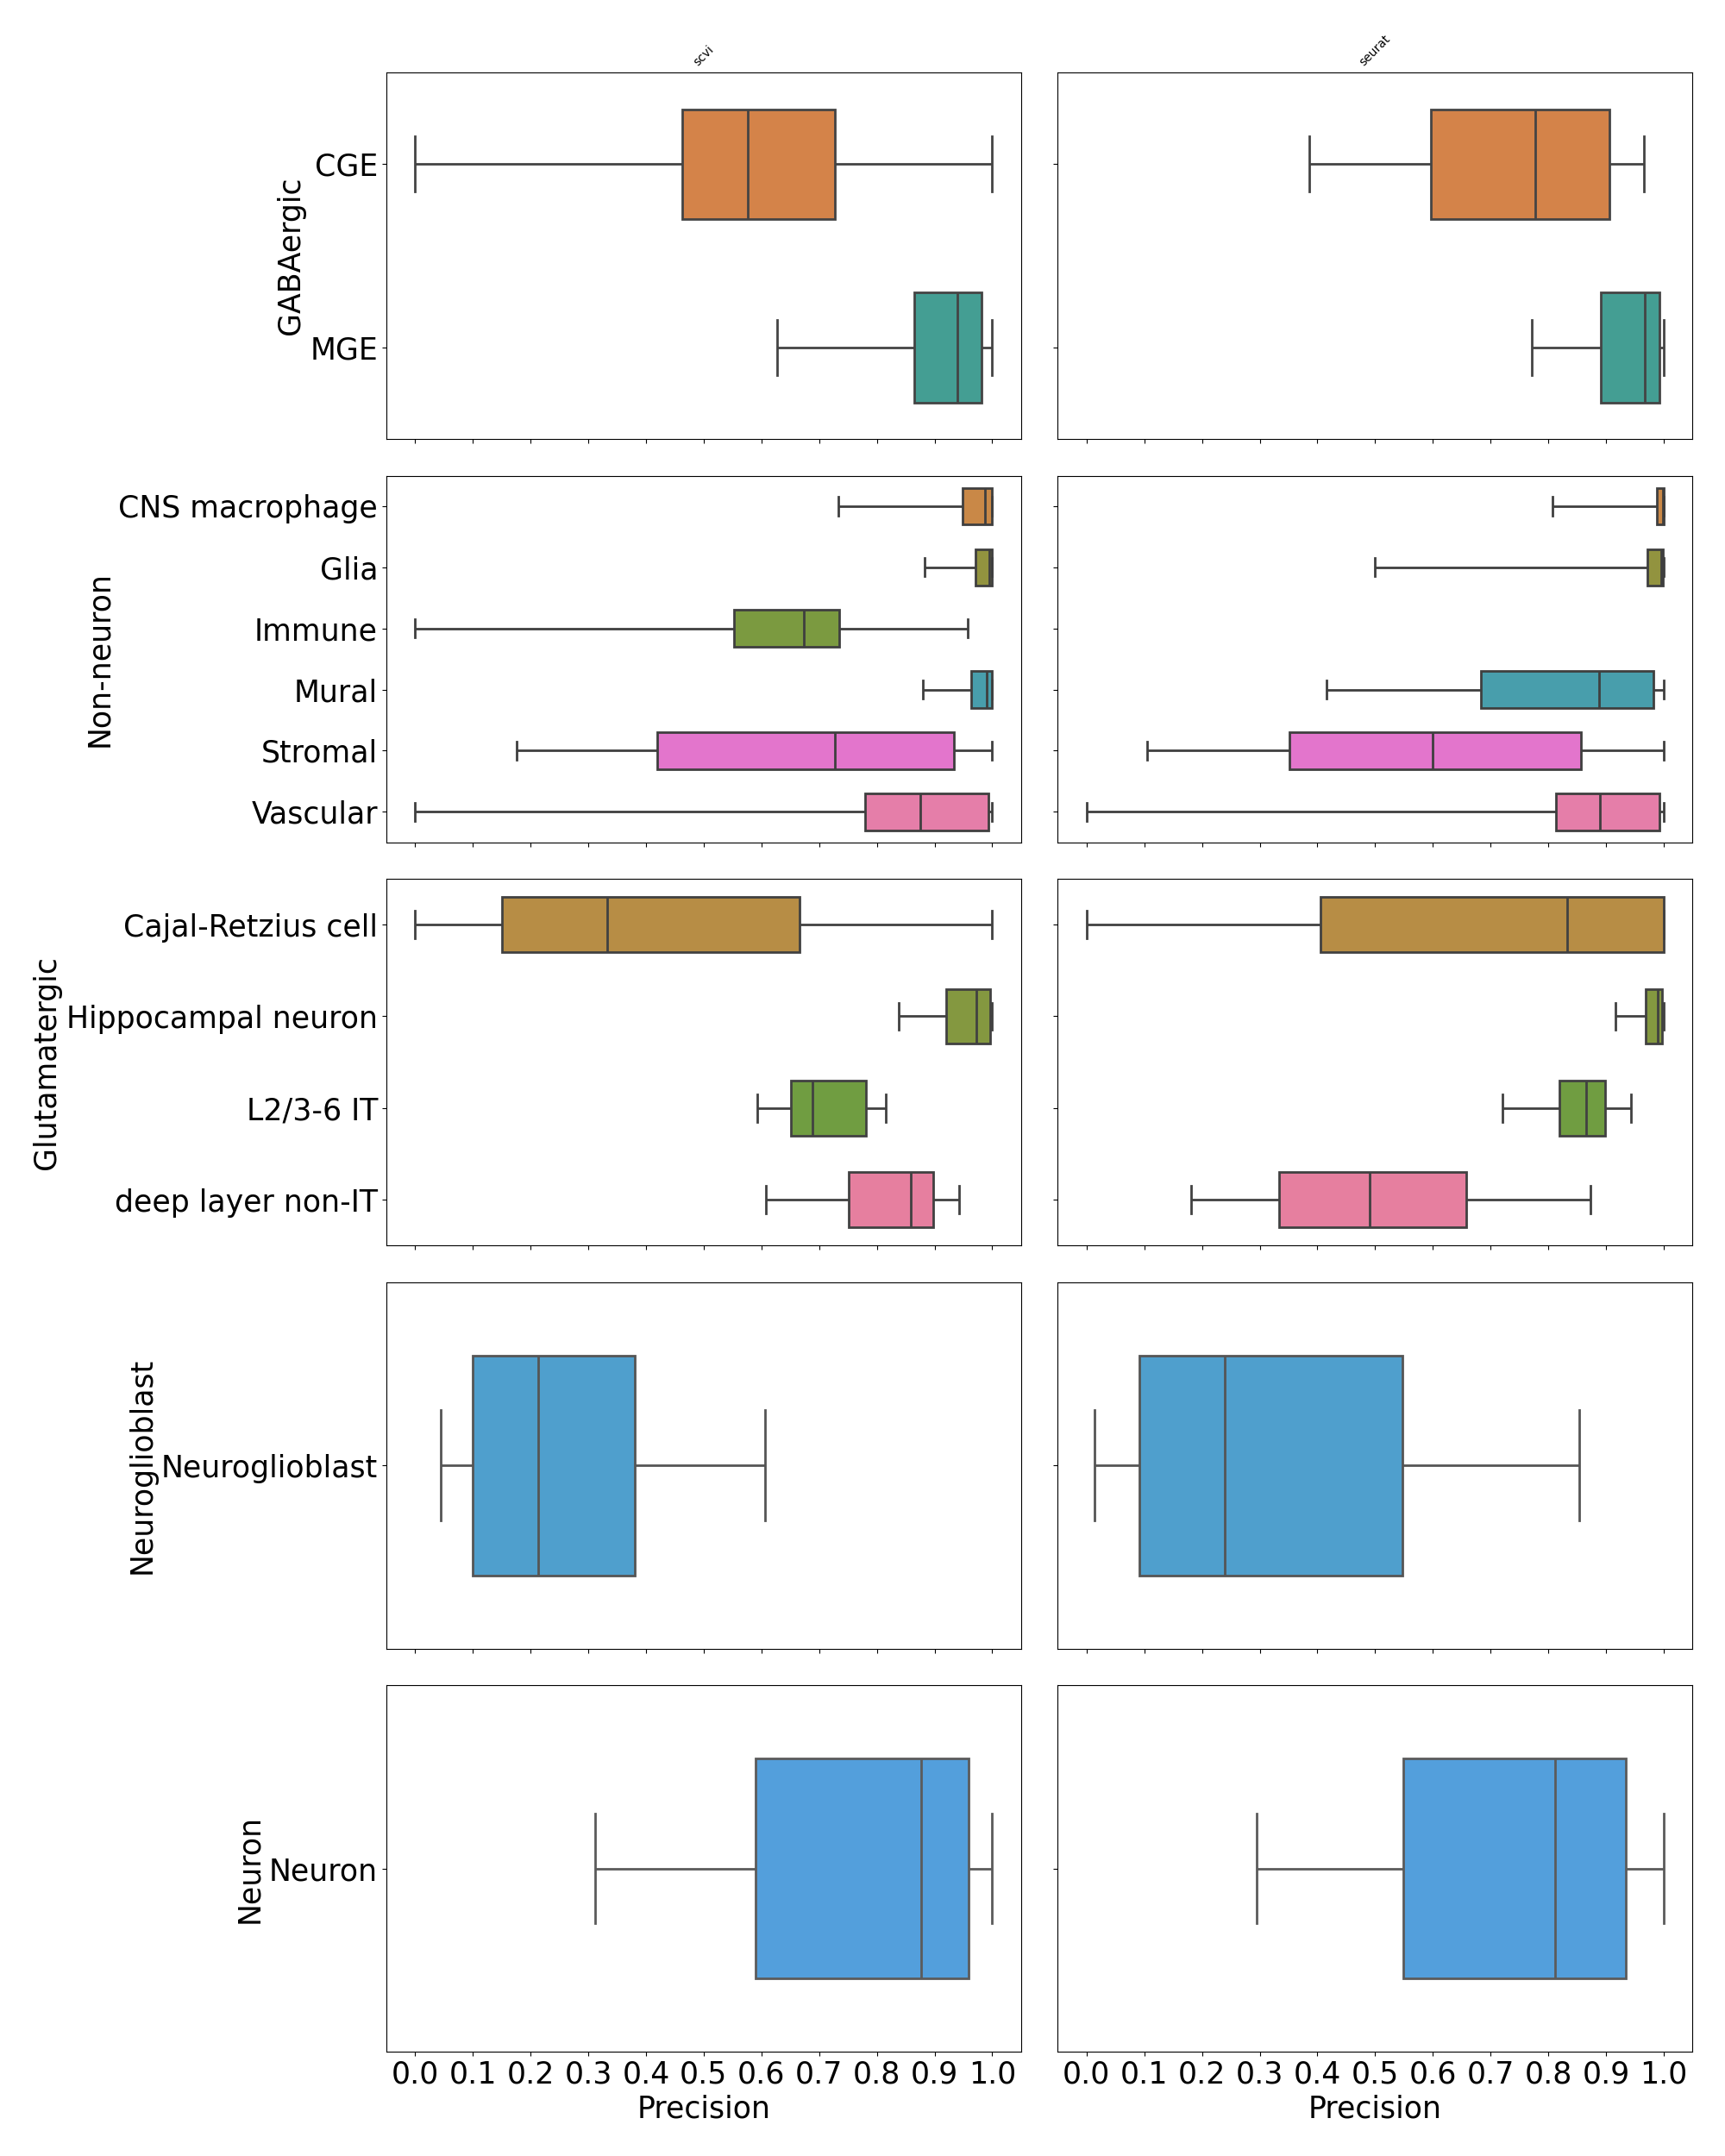 scvi
seurat
GABAergic
CGE
MGE
Non-neuron
CNS macrophage
Glia
Immune
Mural
Stromal
Vascular
Glutamatergic
Cajal-Retzius cell
Hippocampal neuron
L2/3-6 IT
deep layer non-IT
Neuroglioblast
Neuroglioblast
Neuron
Neuron
0.0 0.1 0.2 0.3 0.4 0.5 0.6 0.7 0.8 0.9 1.0
0.0 0.1 0.2 0.3 0.4 0.5 0.6 0.7 0.8 0.9 1.0
Precision
Precision